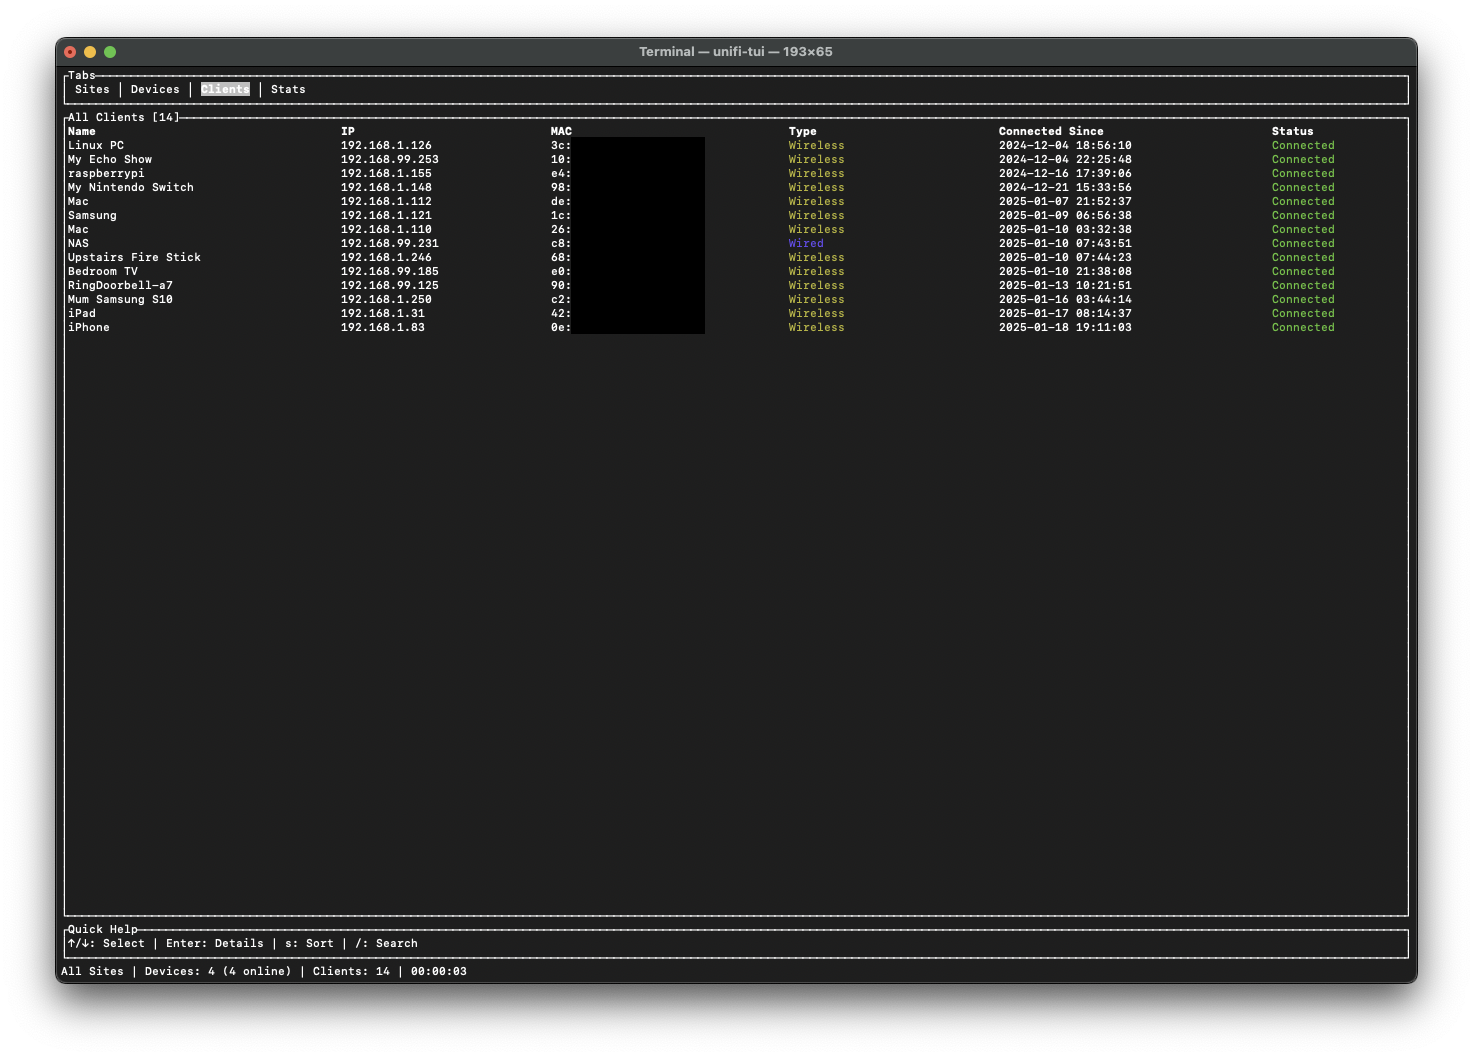 Terminal — unifi-tui — 193×65
Tabs
Sites │ Devices │ Clients │ Stats
All Clients [14]
Name IP MAC Type Connected Since Status
Linux PC 192.168.1.126 3c: Wireless 2024-12-04 18:56:10 Connected
My Echo Show 192.168.99.253 10: Wireless 2024-12-04 22:25:48 Connected
raspberrypi 192.168.1.155 e4: Wireless 2024-12-16 17:39:06 Connected
My Nintendo Switch 192.168.1.148 98: Wireless 2024-12-21 15:33:56 Connected
Mac 192.168.1.112 de: Wireless 2025-01-07 21:52:37 Connected
Samsung 192.168.1.121 1c: Wireless 2025-01-09 06:56:38 Connected
Mac 192.168.1.110 26: Wireless 2025-01-10 03:32:38 Connected
NAS 192.168.99.231 c8: Wired 2025-01-10 07:43:51 Connected
Upstairs Fire Stick 192.168.1.246 68: Wireless 2025-01-10 07:44:23 Connected
Bedroom TV 192.168.99.185 e0: Wireless 2025-01-10 21:38:08 Connected
RingDoorbell-a7 192.168.99.125 90: Wireless 2025-01-13 10:21:51 Connected
Mum Samsung S10 192.168.1.250 c2: Wireless 2025-01-16 03:44:14 Connected
iPad 192.168.1.31 42: Wireless 2025-01-17 08:14:37 Connected
iPhone 192.168.1.83 0e: Wireless 2025-01-18 19:11:03 Connected
Quick Help
↑/↓: Select | Enter: Details | s: Sort | /: Search
All Sites | Devices: 4 (4 online) | Clients: 14 | 00:00:03